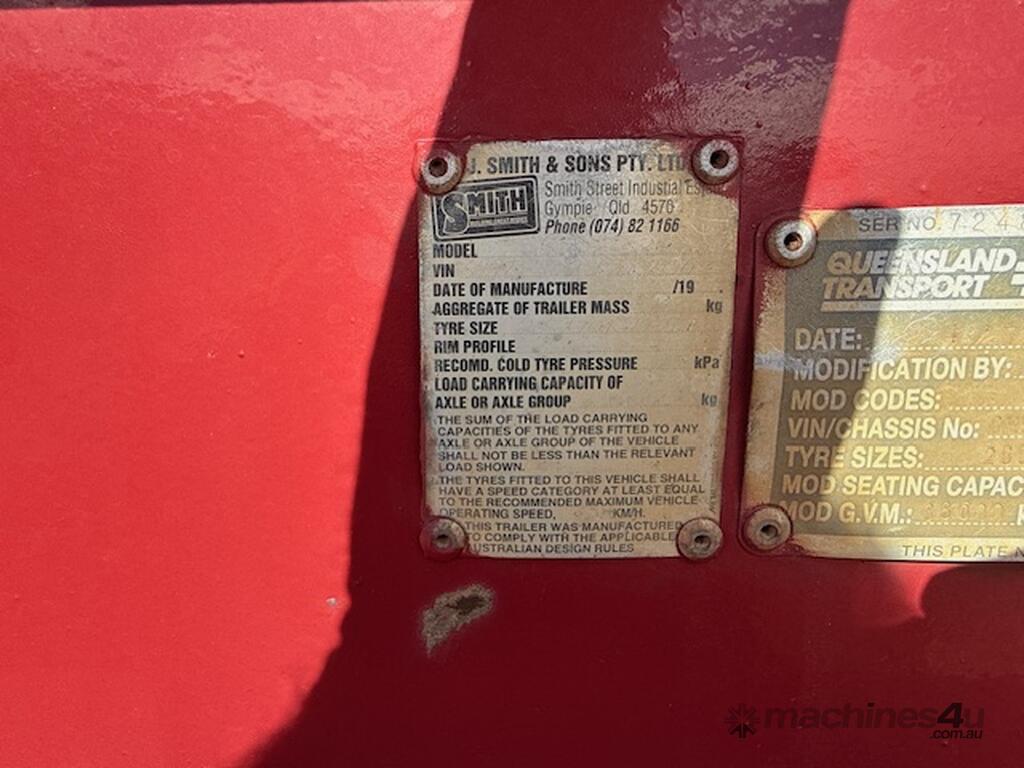 J. SMITH & SONS PTY. LTD
SMITH
Smith Street Industial
Gympie Qld 4570
Phone (074) 82 1166
MODEL
VIN
DATE OF MANUFACTURE /19 .
AGGREGATE OF TRAILER MASS kg
TYRE SIZE
RIM PROFILE
RECOMD. COLD TYRE PRESSURE kPa
LOAD CARRYING CAPACITY OF
AXLE OR AXLE GROUP kg
THE SUM OF THE LOAD CARRYING
CAPACITIES OF THE TYRES FITTED TO ANY
AXLE OR AXLE GROUP OF THE VEHICLE
SHALL NOT BE LESS THAN THE RELEVANT
LOAD SHOWN.
THE TYRES FITTED TO THIS VEHICLE SHALL
HAVE A SPEED CATEGORY AT LEAST EQUAL
TO THE RECOMMENDED MAXIMUM VEHICLE
OPERATING SPEED, KM/H.
THIS TRAILER WAS MANUFACTURED
TO COMPLY WITH THE APPLICABLE
AUSTRALIAN DESIGN RULES
SER NO. 724
QUEENSLAND
TRANSPORT
DATE:
MODIFICATION BY:
MOD CODES:
VIN/CHASSIS No:
TYRE SIZES:
MOD SEATING CAPAC
MOD G.V.M.:
THIS PLATE
machines4u
.com.au